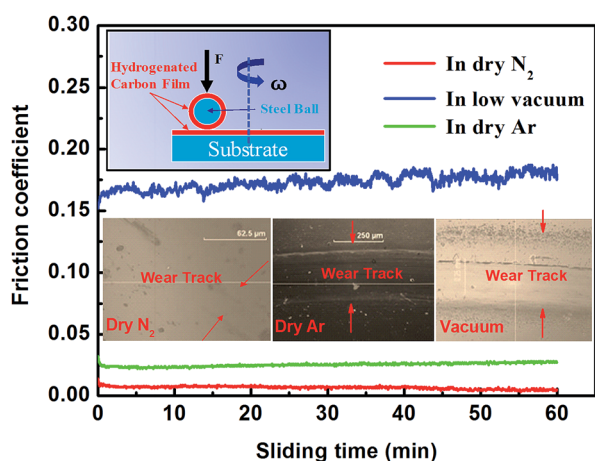 Friction coefficient
0.30
0.25
0.20
0.15
0.10
0.05
0.00
0
10
20
30
40
50
60
Sliding time (min)
In dry N₂
In low vacuum
In dry Ar
Hydrogenated
Carbon Film
F
ω
Steel Ball
Substrate
62.5 µm
Wear Track
Dry N₂
250 µm
Wear Track
Dry Ar
Wear Track
Vacuum